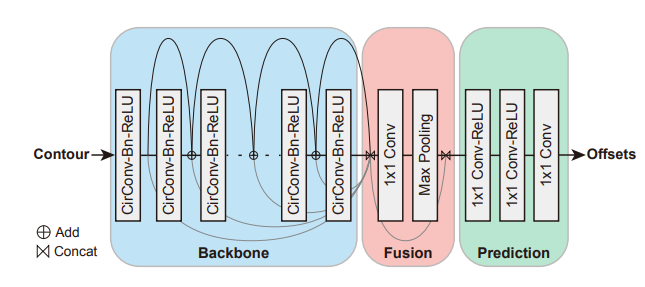 Contour
CirConv-Bn-ReLU
CirConv-Bn-ReLU
CirConv-Bn-ReLU
CirConv-Bn-ReLU
CirConv-Bn-ReLU
1x1 Conv
Max Pooling
1x1 Conv-ReLU
1x1 Conv-ReLU
1x1 Conv
Offsets
Add
Concat
Backbone
Fusion
Prediction